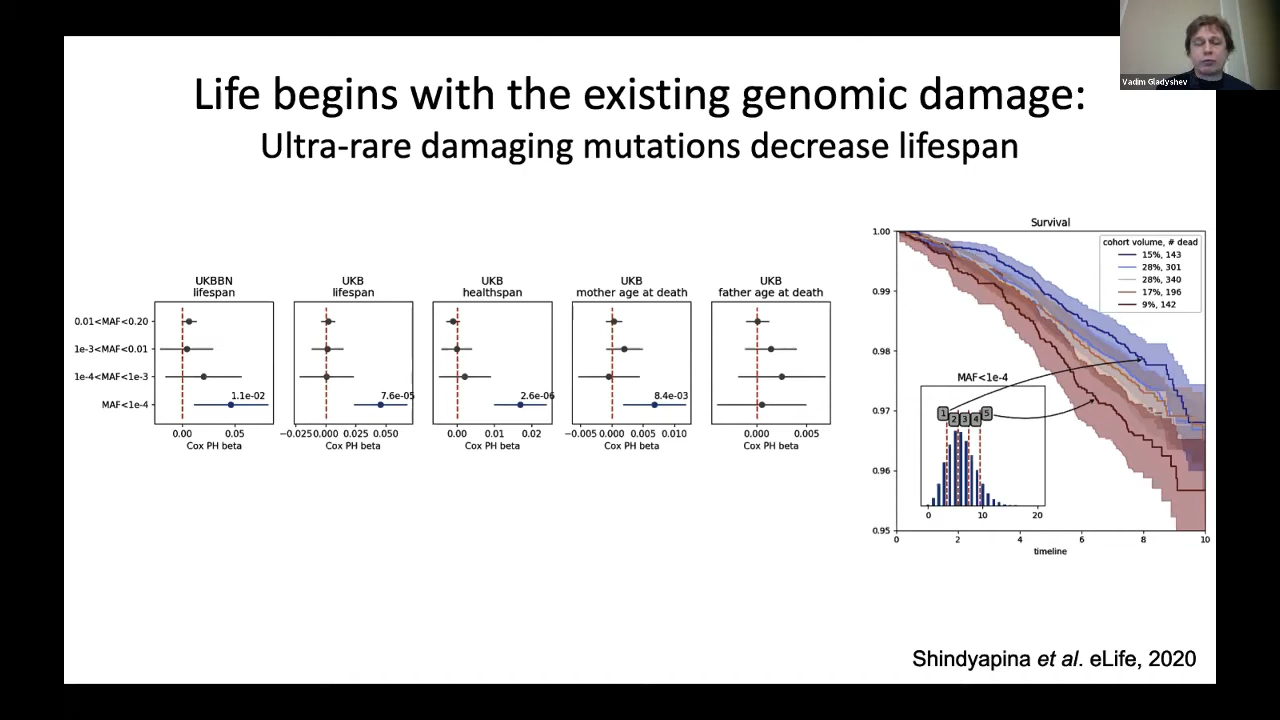 Vadim Gladyshev
Life begins with the existing genomic damage:
Ultra-rare damaging mutations decrease lifespan
UKBBN
lifespan
UKB
lifespan
UKB
healthspan
UKB
mother age at death
UKB
father age at death
0.01<MAF<0.20
1e-3<MAF<0.01
1e-4<MAF<1e-3
MAF<1e-4
1.1e-02
7.6e-05
2.6e-06
8.4e-03
0.00 0.05
−0.025 0.000 0.025 0.050
0.00 0.01 0.02
−0.005 0.000 0.005 0.010
0.000 0.005
Cox PH beta
Cox PH beta
Cox PH beta
Cox PH beta
Cox PH beta
Survival
1.00
0.99
0.98
0.97
0.96
0.95
cohort volume, # dead
15%, 143
28%, 301
28%, 340
17%, 196
9%, 142
MAF<1e-4
1 2 3 4 5
0 10 20
0 2 4 6 8 10
timeline
Shindyapina et al. eLife, 2020